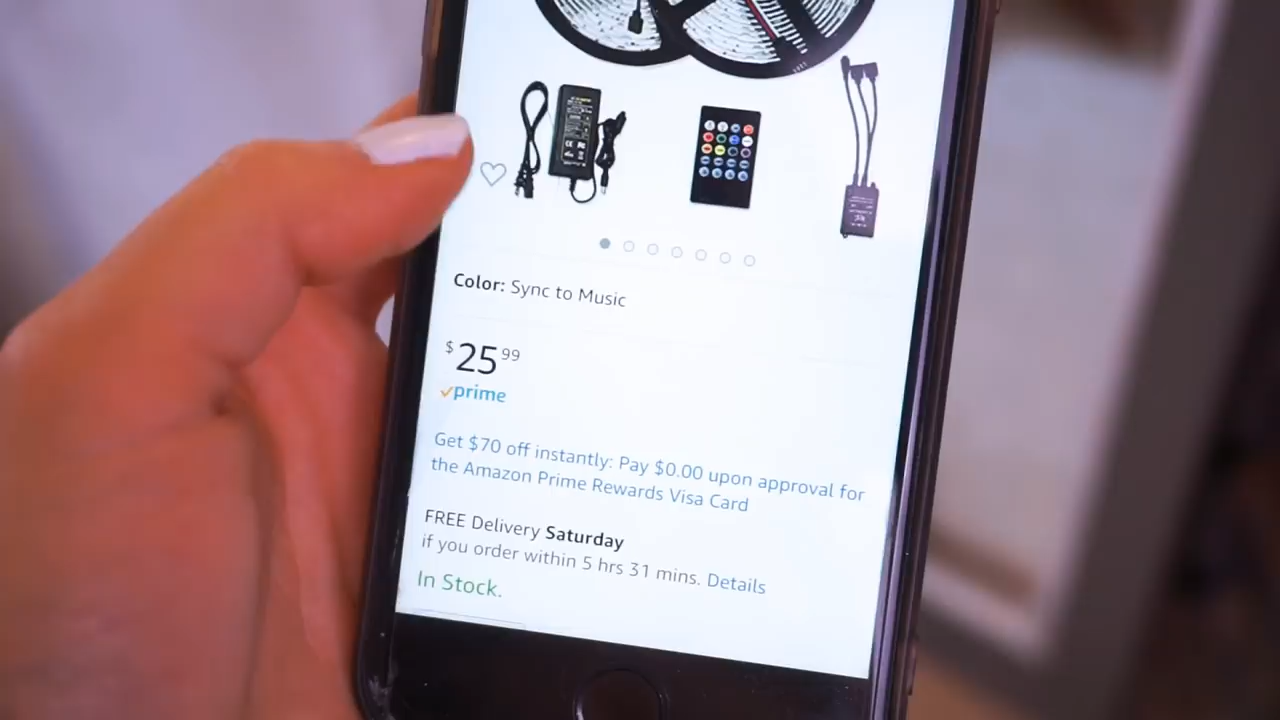 Color: Sync to Music
$25.99
prime
Get $70 off instantly: Pay $0.00 upon approval for
the Amazon Prime Rewards Visa Card
FREE Delivery Saturday
if you order within 5 hrs 31 mins. Details
In Stock.